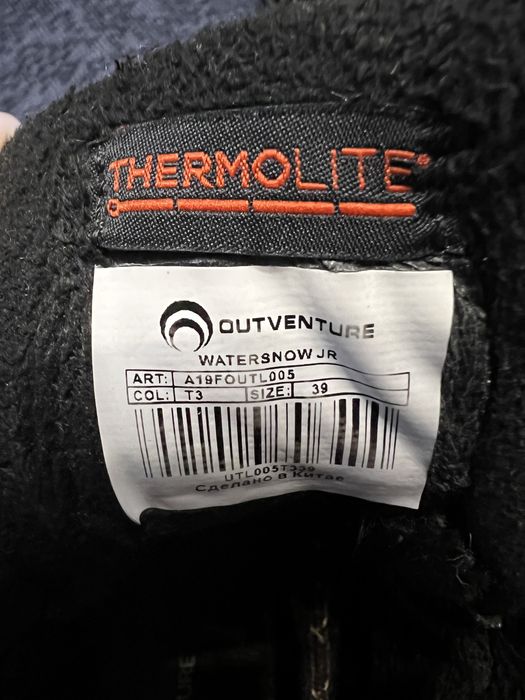 THERMOLITE®
OUTVENTURE
WATERSNOW JR
ART: A19FOUTL005
COL: T3 SIZE: 39
UTL005T339
Сделано в Китае